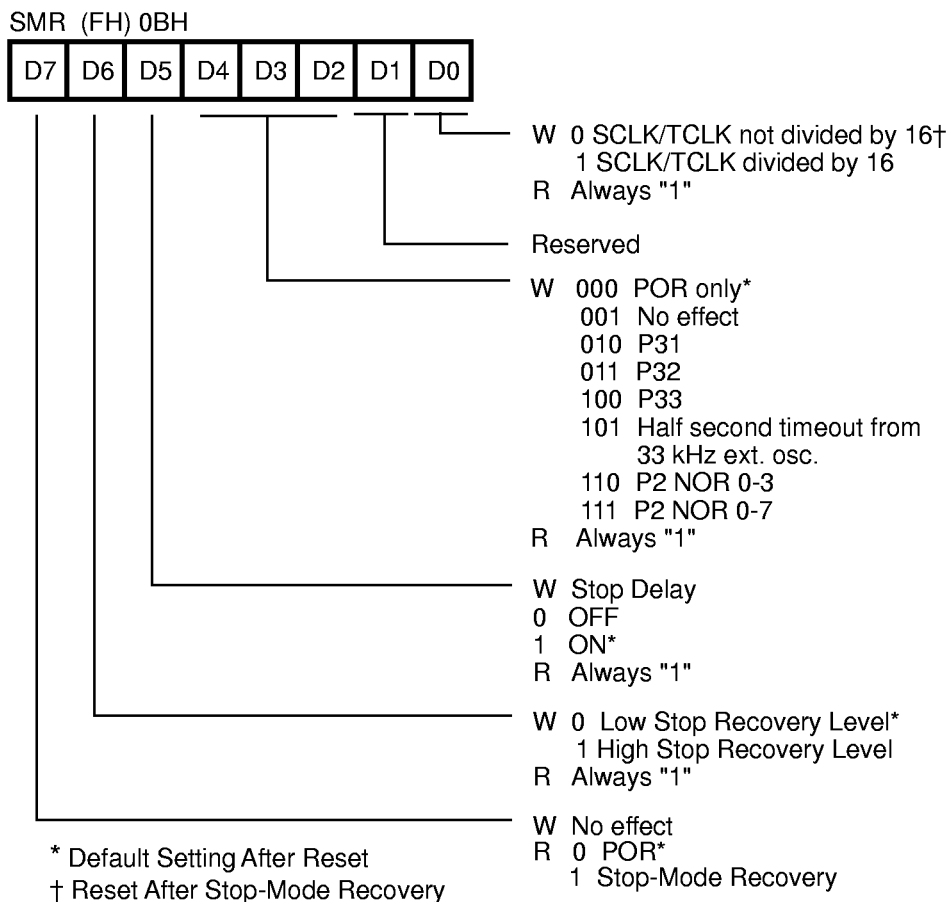 SMR (FH) 0BH
D7 D6 D5 D4 D3 D2 D1 D0
W 0 SCLK/TCLK not divided by 16†
1 SCLK/TCLK divided by 16
R Always "1"
Reserved
W 000 POR only*
001 No effect
010 P31
011 P32
100 P33
101 Half second timeout from
33 kHz ext. osc.
110 P2 NOR 0-3
111 P2 NOR 0-7
R Always "1"
W Stop Delay
0 OFF
1 ON*
R Always "1"
W 0 Low Stop Recovery Level*
1 High Stop Recovery Level
R Always "1"
W No effect
R 0 POR*
1 Stop-Mode Recovery
* Default Setting After Reset
† Reset After Stop-Mode Recovery